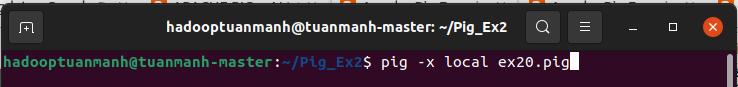 hadooptuanmanh@tuanmanh-master: ~/Pig_Ex2
hadooptuanmanh@tuanmanh-master:~/Pig_Ex2$ pig -x local ex20.pig